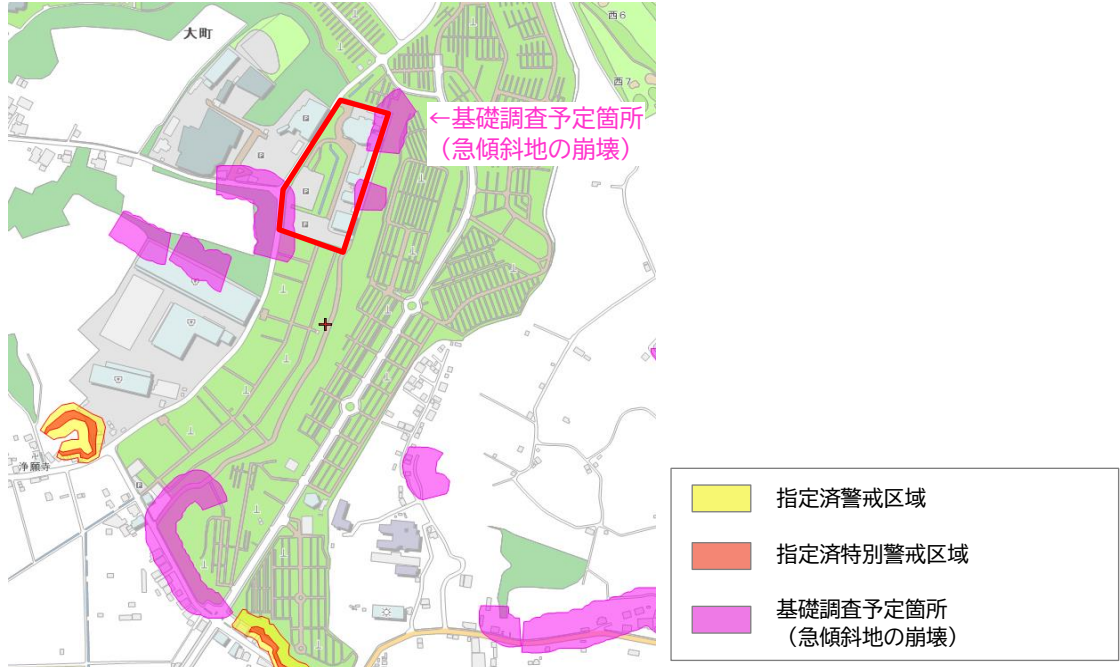 西6
大町
西7
←基礎調査予定箇所
（急傾斜地の崩壊）
P
P
P
P
P
浄願寺
P
指定済警戒区域
指定済特別警戒区域
基礎調査予定箇所
（急傾斜地の崩壊）